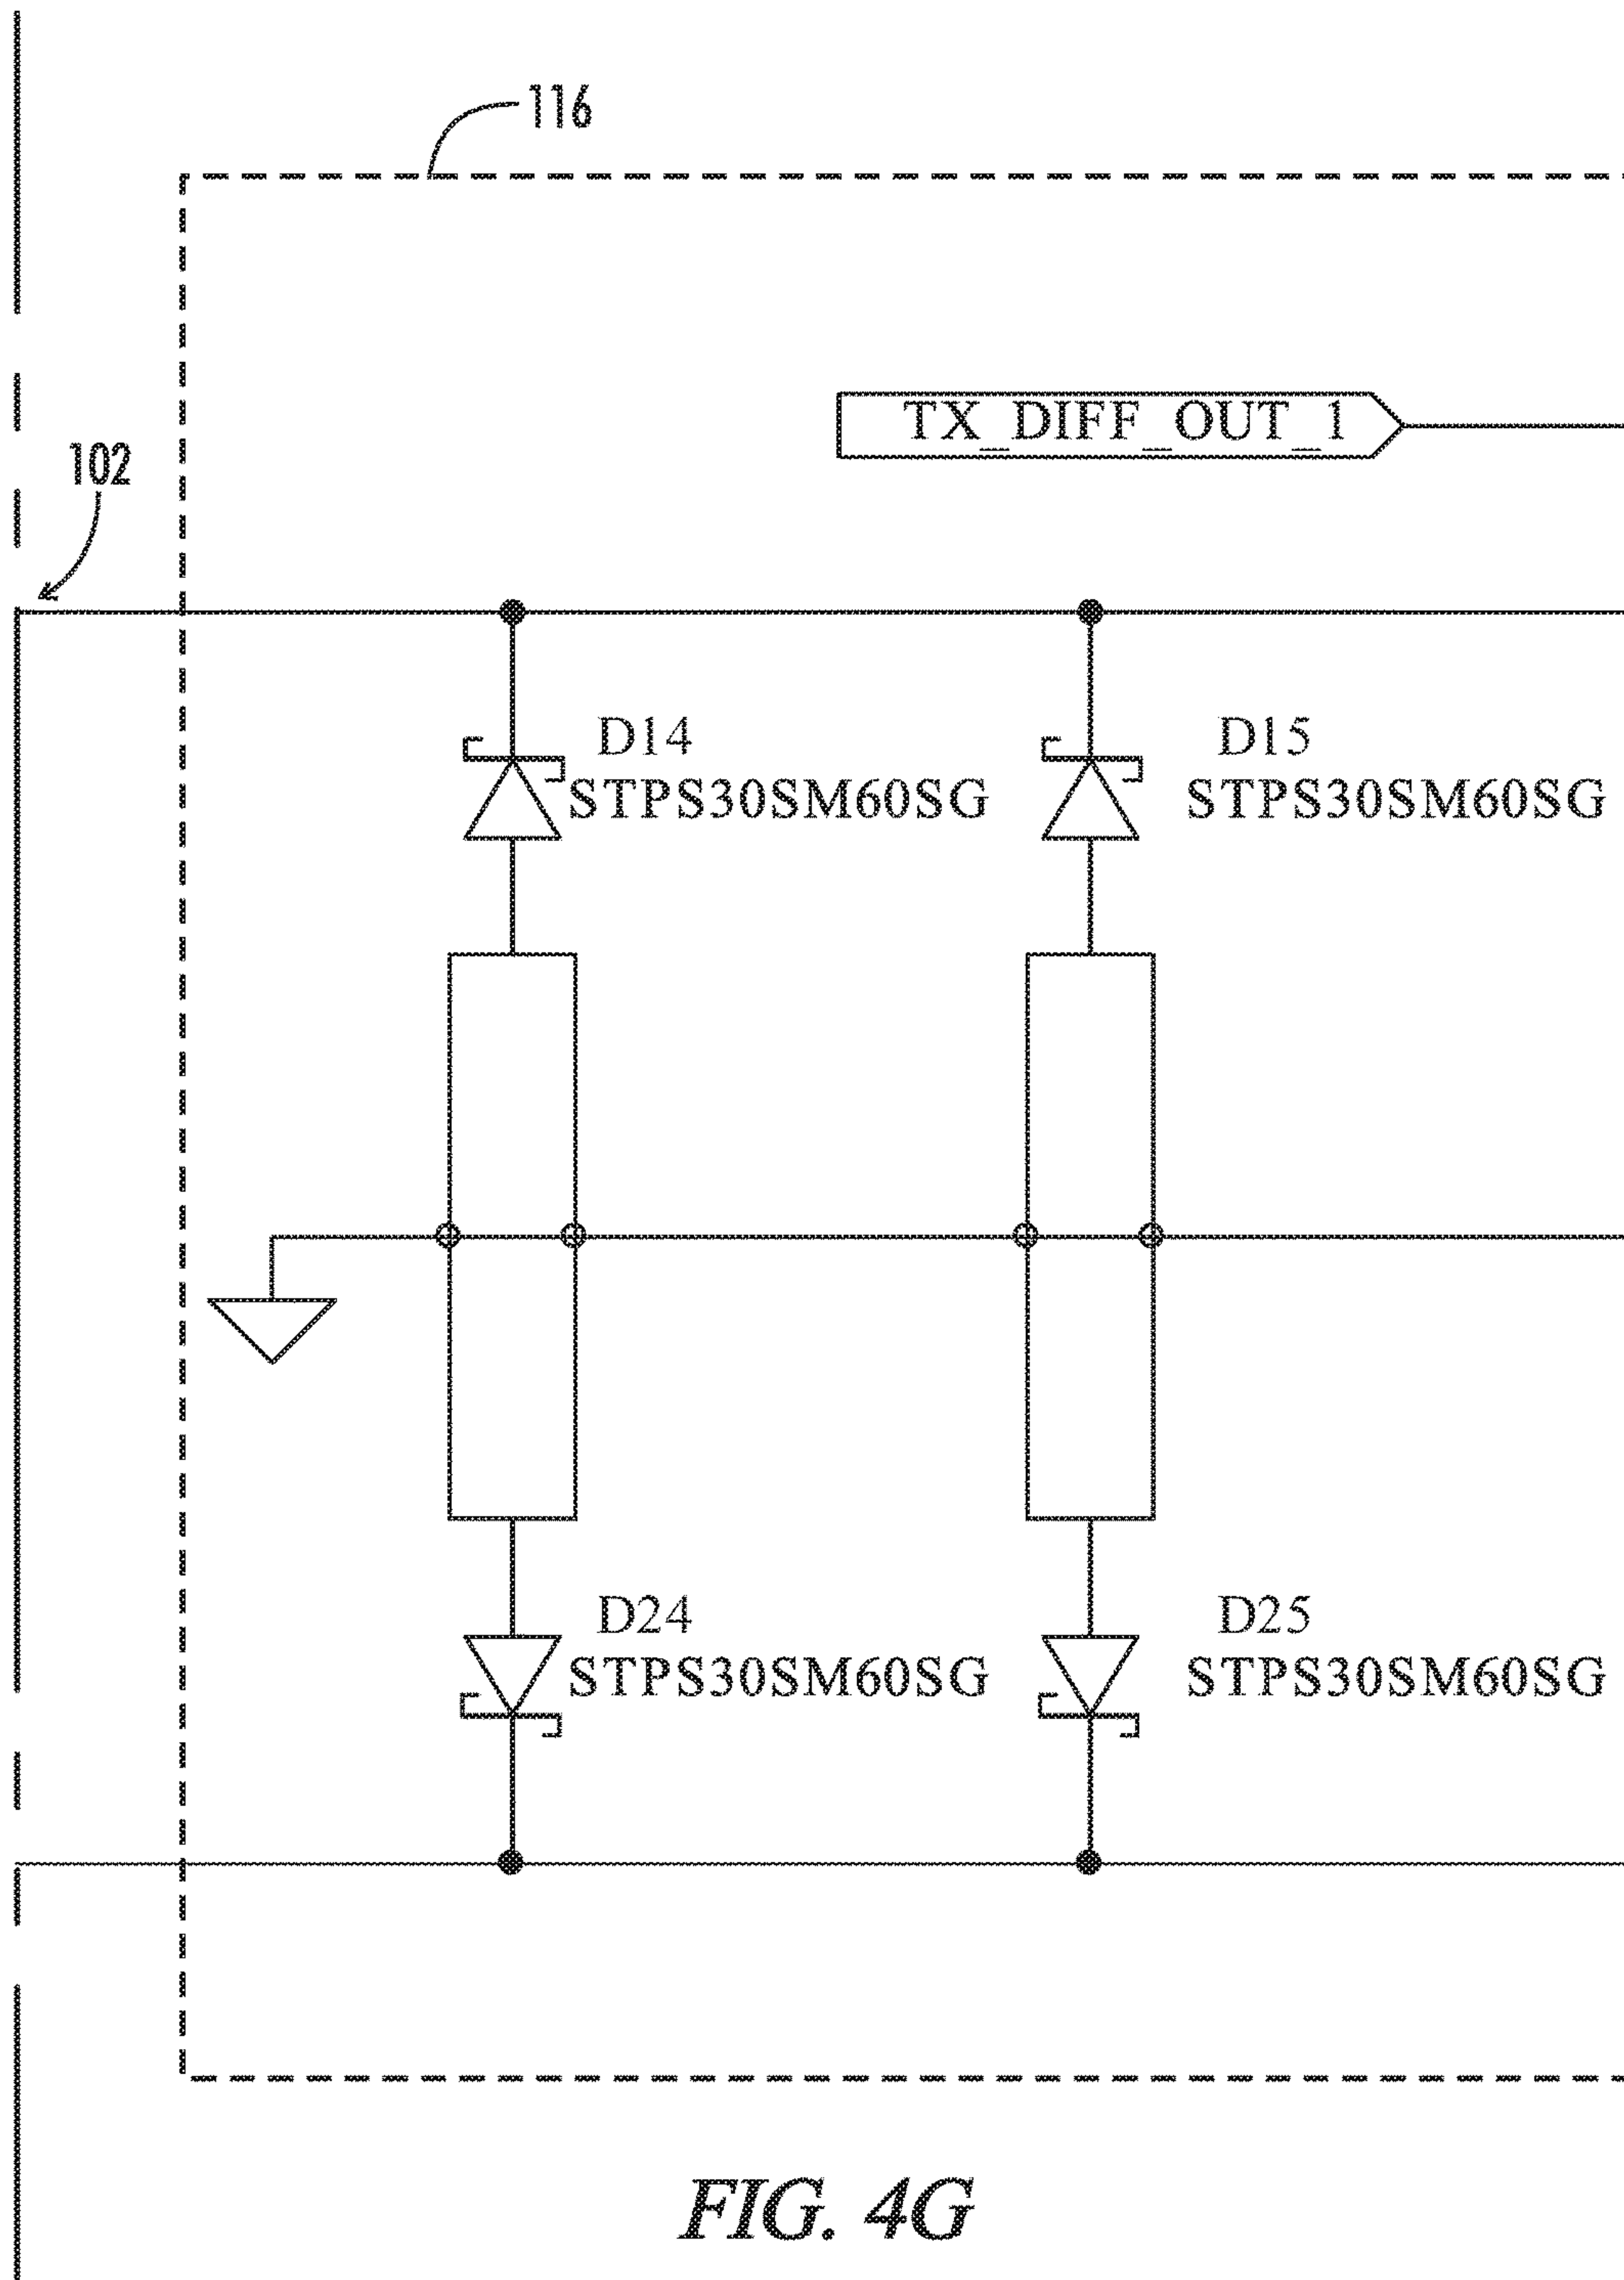 116
TX_DIFF_OUT_1
102
D14
STPS30SM60SG
D15
STPS30SM60SG
D24
STPS30SM60SG
D25
STPS30SM60SG
FIG. 4G